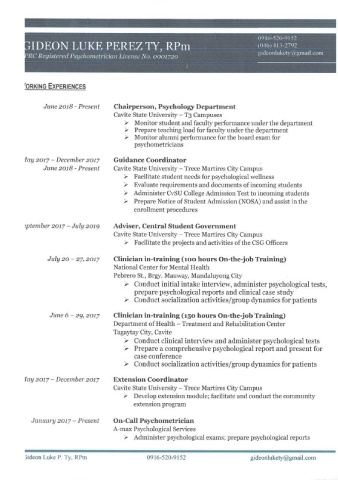 GIDEON LUKE PEREZ TY, RPm
PRC Registered Psychometrician License No. 0001720
0916-520-9152
(046) 813-2792
gideonlukety@gmail.com
WORKING EXPERIENCES
June 2018 - Present
Chairperson, Psychology Department
Cavite State University – T3 Campuses
➤ Monitor student and faculty performance under the department
➤ Prepare teaching load for faculty under the department
➤ Monitor alumni performance for the board exam for
psychometricians
May 2017 – December 2017
June 2018 - Present
Guidance Coordinator
Cavite State University – Trece Martires City Campus
➤ Facilitate student needs for psychological wellness
➤ Evaluate requirements and documents of incoming students
➤ Administer CvSU College Admission Test to incoming students
➤ Prepare Notice of Student Admission (NOSA) and assist in the
enrollment procedures
eptember 2017 – July 2019
Adviser, Central Student Government
Cavite State University – Trece Martires City Campus
➤ Facilitate the projects and activities of the CSG Officers
July 20 – 27, 2017
Clinician in-training (100 hours On-the-job Training)
National Center for Mental Health
Pebrero St., Brgy. Mauway, Mandaluyong City
➤ Conduct initial intake interview, administer psychological tests,
prepare psychological reports and clinical case study
➤ Conduct socialization activities/group dynamics for patients
June 6 – 29, 2017
Clinician in-training (150 hours On-the-job Training)
Department of Health – Treatment and Rehabilitation Center
Tagaytay City, Cavite
➤ Conduct clinical interview and administer psychological tests
➤ Prepare a comprehensive psychological report and present for
case conference
➤ Conduct socialization activities/group dynamics for patients
May 2017 – December 2017
Extension Coordinator
Cavite State University – Trece Martires City Campus
➤ Develop extension module; facilitate and conduct the community
extension program
January 2017 – Present
On-Call Psychometrician
A-max Psychological Services
➤ Administer psychological exams; prepare psychological reports
Gideon Luke P. Ty, RPm
0916-520-9152
gideonlukety@gmail.com